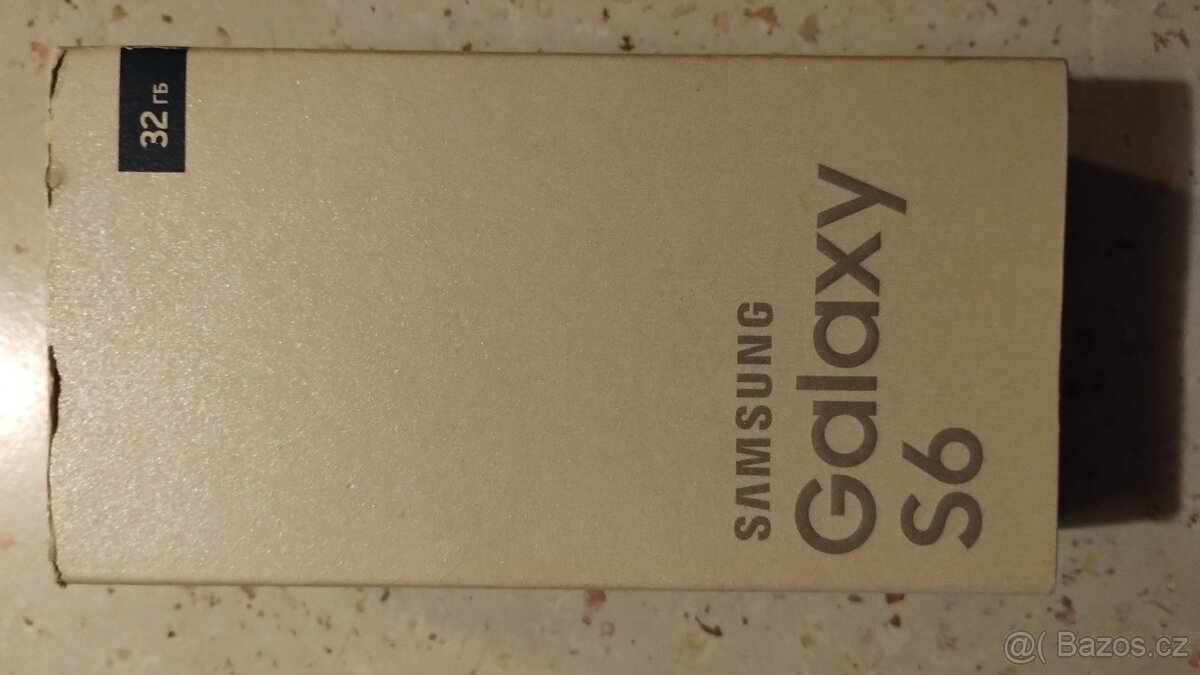 32 ГБ
SAMSUNG
Galaxy
S6
@( Bazos.cz